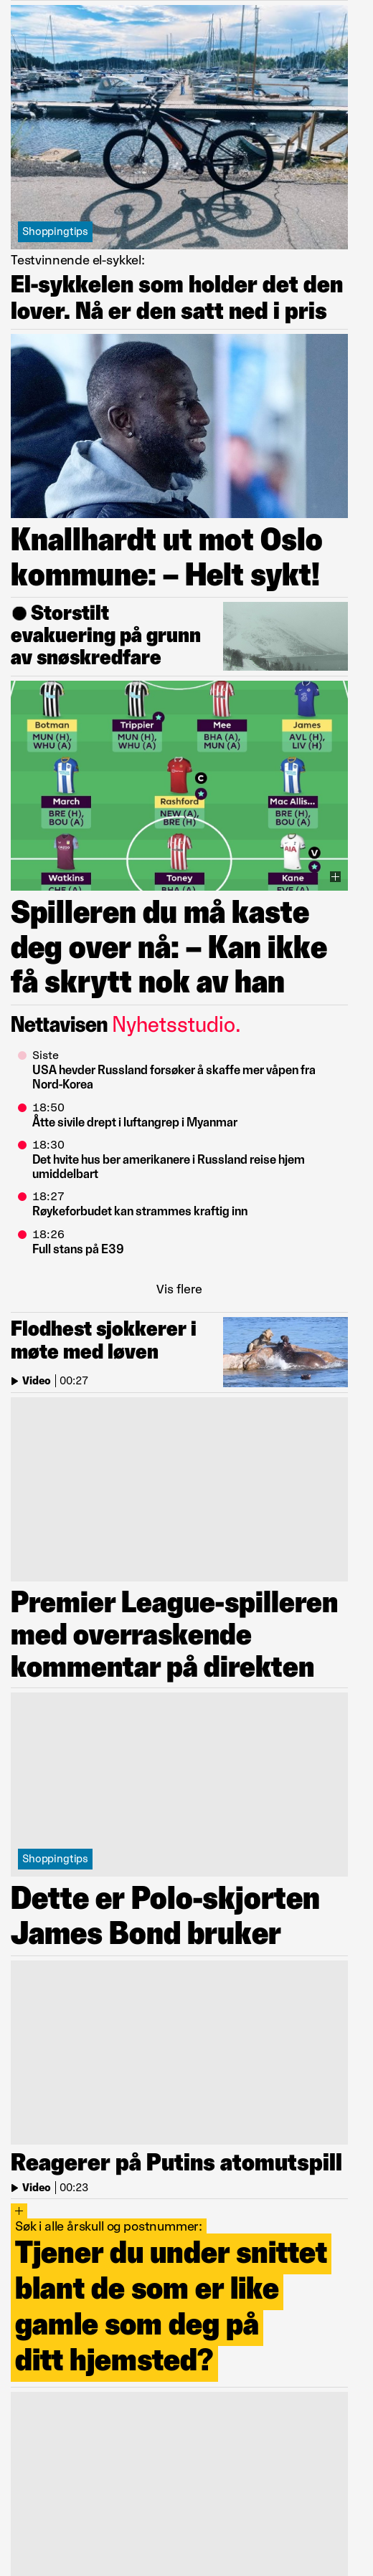 Shoppingtips
Testvinnende el-sykkel:
El-sykkelen som holder det den
lover. Nå er den satt ned i pris
Knallhardt ut mot Oslo
kommune: – Helt sykt!
Storstilt
evakuering på grunn
av snøskredfare
Botman Trippier Mee James
MUN (H), MUN (H), BHA (A), AVL (H),
WHU (A) WHU (A) MUN (A) LIV (H)
March Rashford Mac Allis...
BRE (H), NEW (A), BRE (H),
BOU (A) BRE (H) BOU (A)
C
Watkins Toney Kane
V
AIA
CHE (A) BHA (A) EVE (A)
Spilleren du må kaste
deg over nå: – Kan ikke
få skrytt nok av han
Nettavisen Nyhetsstudio.
Siste
USA hevder Russland forsøker å skaffe mer våpen fra
Nord-Korea
18:50
Åtte sivile drept i luftangrep i Myanmar
18:30
Det hvite hus ber amerikanere i Russland reise hjem
umiddelbart
18:27
Røykeforbudet kan strammes kraftig inn
18:26
Full stans på E39
Vis flere
Flodhest sjokkerer i
møte med løven
Video | 00:27
Premier League-spilleren
med overraskende
kommentar på direkten
Shoppingtips
Dette er Polo-skjorten
James Bond bruker
Reagerer på Putins atomutspill
Video | 00:23
+
Søk i alle årskull og postnummer:
Tjener du under snittet
blant de som er like
gamle som deg på
ditt hjemsted?